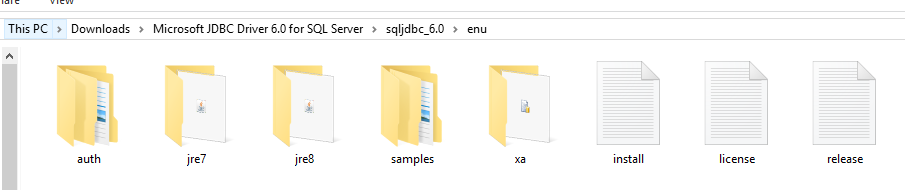 hare View
This PC > Downloads > Microsoft JDBC Driver 6.0 for SQL Server > sqljdbc_6.0 > enu
auth jre7 jre8 samples xa install license release